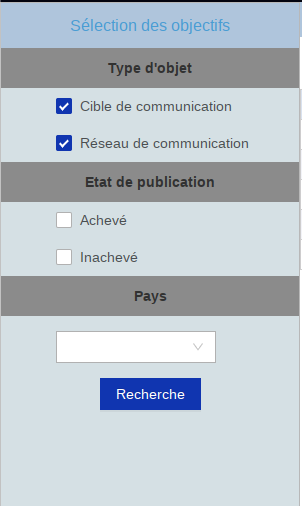 Sélection des objectifs
Type d'objet
Cible de communication
Réseau de communication
Etat de publication
Achevé
Inachevé
Pays
Recherche